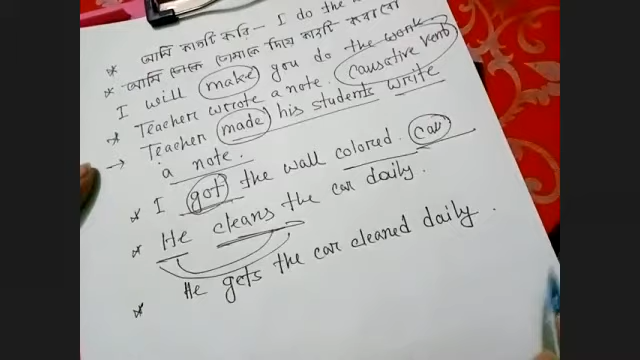 * আমি কাজটি করি – I do the
* আমি তোকে তোমাকে দিয়ে কাজটি করাবো
I will make you do the work
* Teacher wrote a note. Causative verb
→ Teacher made his students write
a note.
* I got the wall colored. cau
* He cleans the car daily.
He gets the car cleaned daily.
*